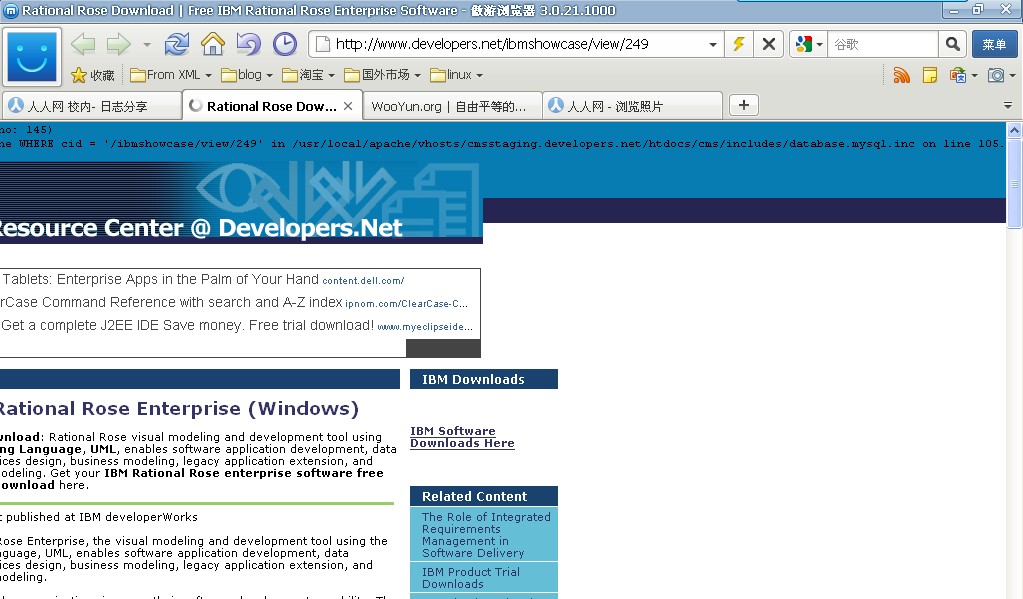 Rational Rose Download | Free IBM Rational Rose Enterprise Software - 傲游浏览器 3.0.21.1000
http://www.developers.net/ibmshowcase/view/249
谷歌
菜单
收藏
From XML
blog
淘宝
国外市场
linux
人人网 校内- 日志分享
Rational Rose Dow...
WooYun.org | 自由平等的...
人人网 - 浏览照片
no: 145)
ne WHERE cid = '/ibmshowcase/view/249' in /usr/local/apache/vhosts/cmsstaging.developers.net/htdocs/cms/includes/database.mysql.inc on line 105.
Resource Center @ Developers.Net
Tablets: Enterprise Apps in the Palm of Your Hand content.dell.com/
rCase Command Reference with search and A-Z index ipnom.com/ClearCase-C...
Get a complete J2EE IDE Save money. Free trial download! www.myeclipseide...
Rational Rose Enterprise (Windows)
wnload: Rational Rose visual modeling and development tool using
ng Language, UML, enables software application development, data
ices design, business modeling, legacy application extension, and
odeling. Get your IBM Rational Rose enterprise software free
ownload here.
t published at IBM developerWorks
Rose Enterprise, the visual modeling and development tool using the
nguage, UML, enables software application development, data
ices design, business modeling, legacy application extension, and
odeling.
IBM Downloads
IBM Software
Downloads Here
Related Content
The Role of Integrated
Requirements
Management in
Software Delivery
IBM Product Trial
Downloads